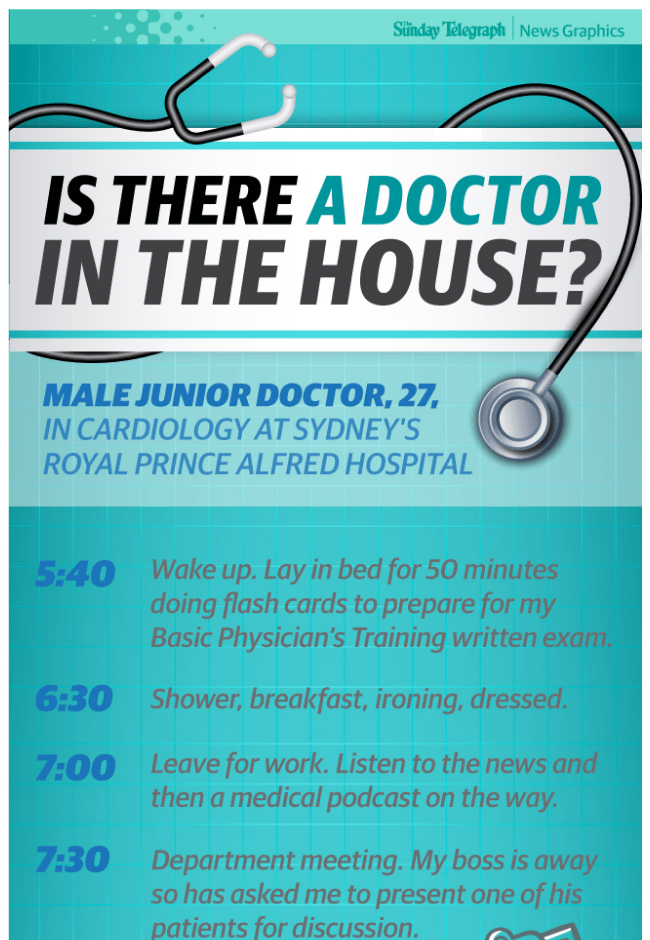 The Sunday Telegraph News Graphics
IS THERE A DOCTOR
IN THE HOUSE?
MALE JUNIOR DOCTOR, 27,
IN CARDIOLOGY AT SYDNEY'S
ROYAL PRINCE ALFRED HOSPITAL
5:40 Wake up. Lay in bed for 50 minutes
doing flash cards to prepare for my
Basic Physician's Training written exam.
6:30 Shower, breakfast, ironing, dressed.
7:00 Leave for work. Listen to the news and
then a medical podcast on the way.
7:30 Department meeting. My boss is away
so has asked me to present one of his
patients for discussion.